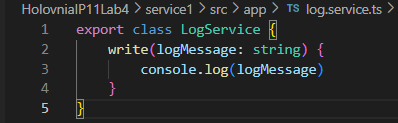 HolovniaIP11Lab4 > service1 > src > app > TS log.service.ts
1 export class LogService {
2     write(logMessage: string) {
3         console.log(logMessage)
4     }
5 }